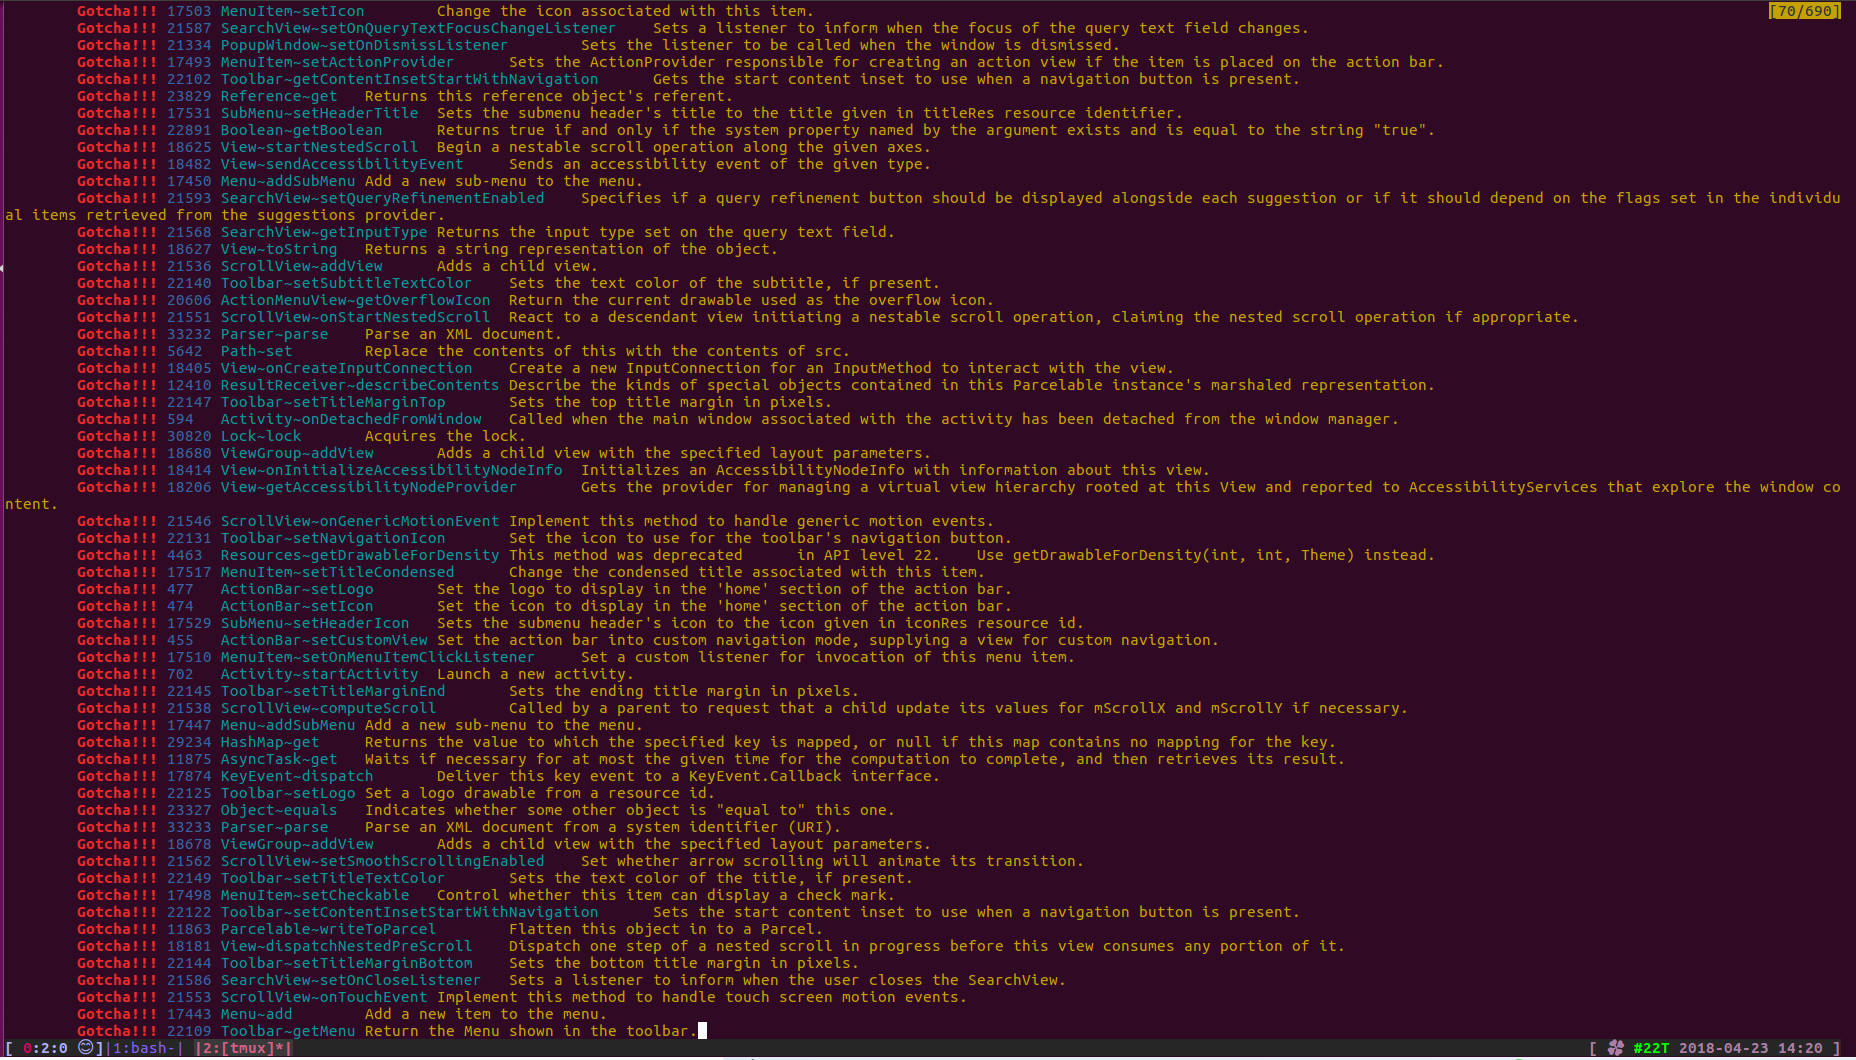 Gotcha!!! 17503 MenuItem~setIcon Change the icon associated with this item. [70/690]
Gotcha!!! 21587 SearchView~setOnQueryTextFocusChangeListener Sets a listener to inform when the focus of the query text field changes.
Gotcha!!! 21334 PopupWindow~setOnDismissListener Sets the listener to be called when the window is dismissed.
Gotcha!!! 17493 MenuItem~setActionProvider Sets the ActionProvider responsible for creating an action view if the item is placed on the action bar.
Gotcha!!! 22102 Toolbar~getContentInsetStartWithNavigation Gets the start content inset to use when a navigation button is present.
Gotcha!!! 23829 Reference~get Returns this reference object's referent.
Gotcha!!! 17531 SubMenu~setHeaderTitle Sets the submenu header's title to the title given in titleRes resource identifier.
Gotcha!!! 22891 Boolean~getBoolean Returns true if and only if the system property named by the argument exists and is equal to the string "true".
Gotcha!!! 18625 View~startNestedScroll Begin a nestable scroll operation along the given axes.
Gotcha!!! 18482 View~sendAccessibilityEvent Sends an accessibility event of the given type.
Gotcha!!! 17450 Menu~addSubMenu Add a new sub-menu to the menu.
Gotcha!!! 21593 SearchView~setQueryRefinementEnabled Specifies if a query refinement button should be displayed alongside each suggestion or if it should depend on the flags set in the individu
al items retrieved from the suggestions provider.
Gotcha!!! 21568 SearchView~getInputType Returns the input type set on the query text field.
Gotcha!!! 18627 View~toString Returns a string representation of the object.
Gotcha!!! 21536 ScrollView~addView Adds a child view.
Gotcha!!! 22140 Toolbar~setSubtitleTextColor Sets the text color of the subtitle, if present.
Gotcha!!! 20606 ActionMenuView~getOverflowIcon Return the current drawable used as the overflow icon.
Gotcha!!! 21551 ScrollView~onStartNestedScroll React to a descendant view initiating a nestable scroll operation, claiming the nested scroll operation if appropriate.
Gotcha!!! 33232 Parser~parse Parse an XML document.
Gotcha!!! 5642 Path~set Replace the contents of this with the contents of src.
Gotcha!!! 18405 View~onCreateInputConnection Create a new InputConnection for an InputMethod to interact with the view.
Gotcha!!! 12410 ResultReceiver~describeContents Describe the kinds of special objects contained in this Parcelable instance's marshaled representation.
Gotcha!!! 22147 Toolbar~setTitleMarginTop Sets the top title margin in pixels.
Gotcha!!! 594 Activity~onDetachedFromWindow Called when the main window associated with the activity has been detached from the window manager.
Gotcha!!! 30820 Lock~lock Acquires the lock.
Gotcha!!! 18680 ViewGroup~addView Adds a child view with the specified layout parameters.
Gotcha!!! 18414 View~onInitializeAccessibilityNodeInfo Initializes an AccessibilityNodeInfo with information about this view.
Gotcha!!! 18206 View~getAccessibilityNodeProvider Gets the provider for managing a virtual view hierarchy rooted at this View and reported to AccessibilityServices that explore the window co
ntent.
Gotcha!!! 21546 ScrollView~onGenericMotionEvent Implement this method to handle generic motion events.
Gotcha!!! 22131 Toolbar~setNavigationIcon Set the icon to use for the toolbar's navigation button.
Gotcha!!! 4463 Resources~getDrawableForDensity This method was deprecated in API level 22. Use getDrawableForDensity(int, int, Theme) instead.
Gotcha!!! 17517 MenuItem~setTitleCondensed Change the condensed title associated with this item.
Gotcha!!! 477 ActionBar~setLogo Set the logo to display in the 'home' section of the action bar.
Gotcha!!! 474 ActionBar~setIcon Set the icon to display in the 'home' section of the action bar.
Gotcha!!! 17529 SubMenu~setHeaderIcon Sets the submenu header's icon to the icon given in iconRes resource id.
Gotcha!!! 455 ActionBar~setCustomView Set the action bar into custom navigation mode, supplying a view for custom navigation.
Gotcha!!! 17510 MenuItem~setOnMenuItemClickListener Set a custom listener for invocation of this menu item.
Gotcha!!! 702 Activity~startActivity Launch a new activity.
Gotcha!!! 22145 Toolbar~setTitleMarginEnd Sets the ending title margin in pixels.
Gotcha!!! 21538 ScrollView~computeScroll Called by a parent to request that a child update its values for mScrollX and mScrollY if necessary.
Gotcha!!! 17447 Menu~addSubMenu Add a new sub-menu to the menu.
Gotcha!!! 29234 HashMap~get Returns the value to which the specified key is mapped, or null if this map contains no mapping for the key.
Gotcha!!! 11875 AsyncTask~get Waits if necessary for at most the given time for the computation to complete, and then retrieves its result.
Gotcha!!! 17874 KeyEvent~dispatch Deliver this key event to a KeyEvent.Callback interface.
Gotcha!!! 22125 Toolbar~setLogo Set a logo drawable from a resource id.
Gotcha!!! 23327 Object~equals Indicates whether some other object is "equal to" this one.
Gotcha!!! 33233 Parser~parse Parse an XML document from a system identifier (URI).
Gotcha!!! 18678 ViewGroup~addView Adds a child view with the specified layout parameters.
Gotcha!!! 21562 ScrollView~setSmoothScrollingEnabled Set whether arrow scrolling will animate its transition.
Gotcha!!! 22149 Toolbar~setTitleTextColor Sets the text color of the title, if present.
Gotcha!!! 17498 MenuItem~setCheckable Control whether this item can display a check mark.
Gotcha!!! 22122 Toolbar~setContentInsetStartWithNavigation Sets the start content inset to use when a navigation button is present.
Gotcha!!! 11863 Parcelable~writeToParcel Flatten this object in to a Parcel.
Gotcha!!! 18181 View~dispatchNestedPreScroll Dispatch one step of a nested scroll in progress before this view consumes any portion of it.
Gotcha!!! 22144 Toolbar~setTitleMarginBottom Sets the bottom title margin in pixels.
Gotcha!!! 21586 SearchView~setOnCloseListener Sets a listener to inform when the user closes the SearchView.
Gotcha!!! 21553 ScrollView~onTouchEvent Implement this method to handle touch screen motion events.
Gotcha!!! 17443 Menu~add Add a new item to the menu.
Gotcha!!! 22109 Toolbar~getMenu Return the Menu shown in the toolbar.
[ 0:2:0 😊]|1:bash-| |2:[tmux]*| [ ✤ #22T 2018-04-23 14:20 ]